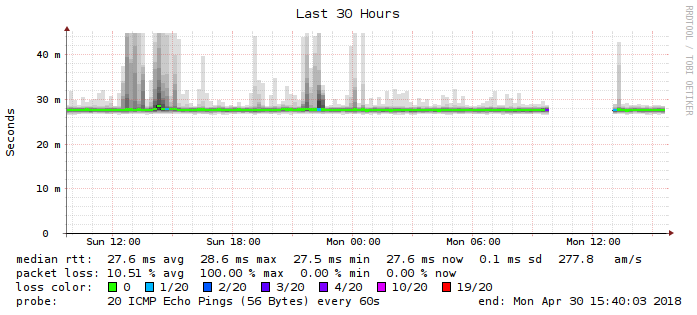 Last 30 Hours
RRDTOOL / TOBI OETIKER
Seconds
40 m
30 m
20 m
10 m
0
Sun 12:00 Sun 18:00 Mon 00:00 Mon 06:00 Mon 12:00
median rtt: 27.6 ms avg 28.6 ms max 27.5 ms min 27.6 ms now 0.1 ms sd 277.8 am/s
packet loss: 10.51 % avg 100.00 % max 0.00 % min 0.00 % now
loss color: 0 1/20 2/20 3/20 4/20 10/20 19/20
probe: 20 ICMP Echo Pings (56 Bytes) every 60s end: Mon Apr 30 15:40:03 2018